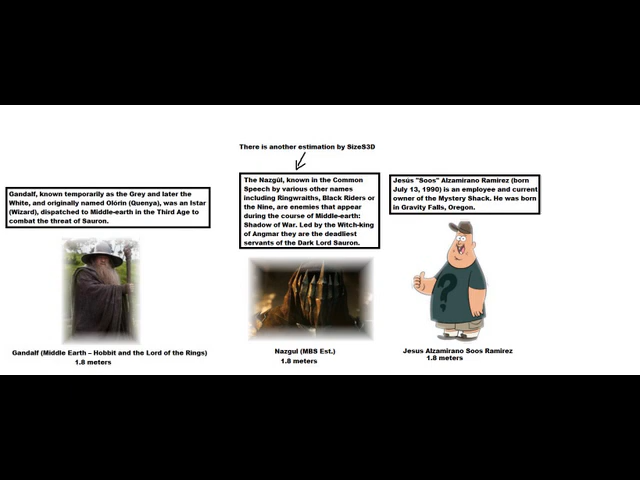 There is another estimation by SizeS3D
Gandalf, known temporarily as the Grey and later the
White, and originally named Olórin (Quenya), was an Istar
(Wizard), dispatched to Middle-earth in the Third Age to
combat the threat of Sauron.
Gandalf (Middle Earth – Hobbit and the Lord of the Rings)
1.8 meters
The Nazgûl, known in the Common
Speech by various other names
including Ringwraiths, Black Riders or
the Nine, are enemies that appear
during the course of Middle-earth:
Shadow of War. Led by the Witch-king
of Angmar they are the deadliest
servants of the Dark Lord Sauron.
Nazgul (MBS Est.)
1.8 meters
Jesús "Soos" Alzamirano Ramirez (born
July 13, 1990) is an employee and current
owner of the Mystery Shack. He was born
in Gravity Falls, Oregon.
?
Jesus Alzamirano Soos Ramirez
1.8 meters